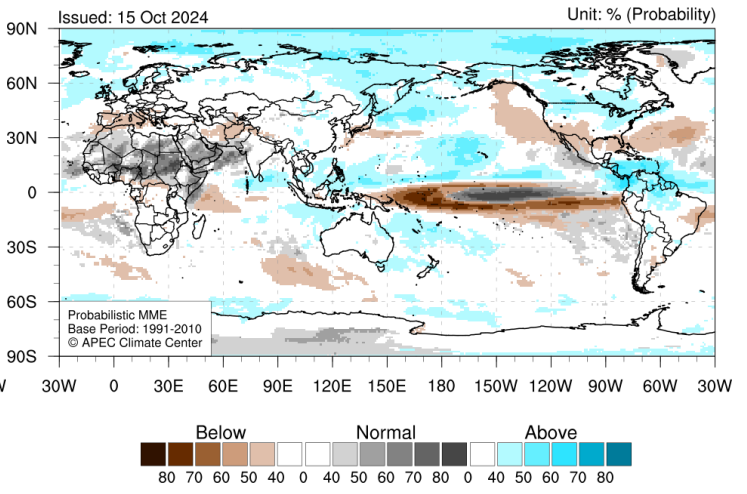 Issued: 15 Oct 2024
Unit: % (Probability)
90N
60N
30N
0
30S
60S
90S
Probabilistic MME
Base Period: 1991-2010
© APEC Climate Center
W 30W 0 30E 60E 90E 120E 150E 180 150W 120W 90W 60W 30W
Below Normal Above
80 70 60 50 40 0 40 50 60 70 80 0 40 50 60 70 80